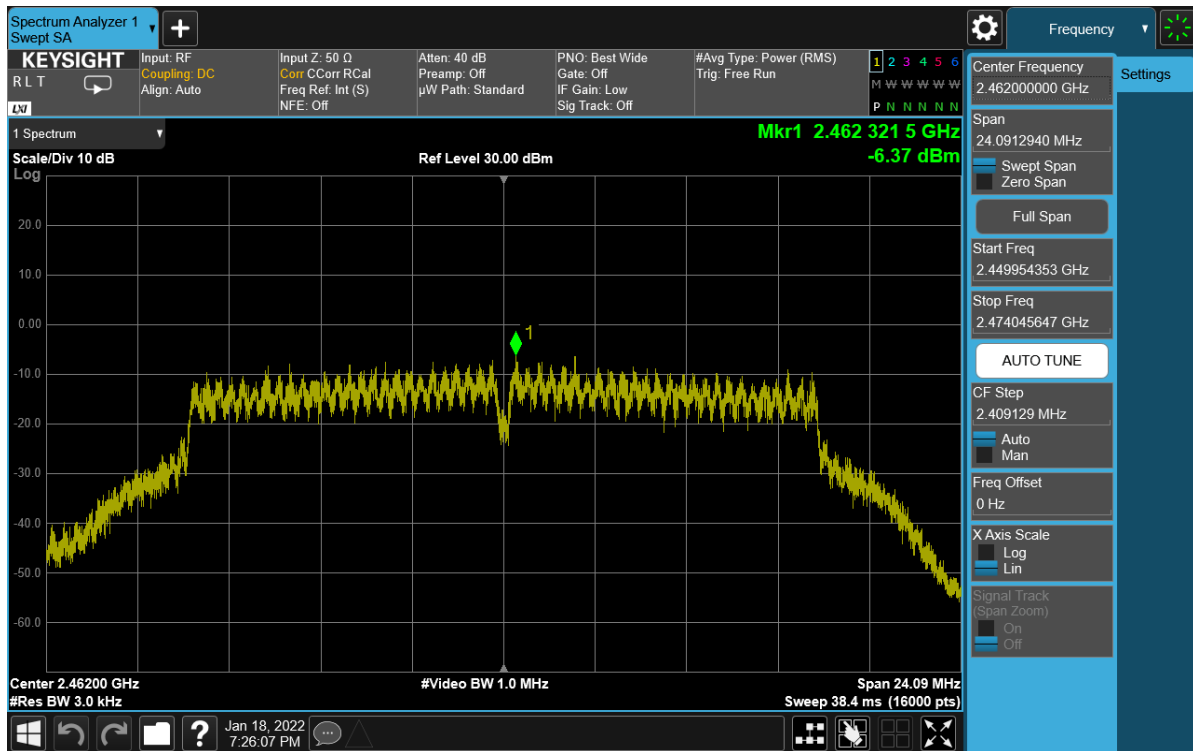 Spectrum Analyzer 1
Swept SA
Frequency
KEYSIGHT
R L T
LXI
Input: RF
Coupling: DC
Align: Auto
Input Z: 50 Ω
Corr CCorr RCal
Freq Ref: Int (S)
NFE: Off
Atten: 40 dB
Preamp: Off
µW Path: Standard
PNO: Best Wide
Gate: Off
IF Gain: Low
Sig Track: Off
#Avg Type: Power (RMS)
Trig: Free Run
1 2 3 4 5 6
M W W W W W
P N N N N N
Center Frequency
2.462000000 GHz
Settings
Span
24.0912940 MHz
Swept Span
Zero Span
Full Span
Start Freq
2.449954353 GHz
Stop Freq
2.474045647 GHz
AUTO TUNE
CF Step
2.409129 MHz
Auto
Man
Freq Offset
0 Hz
X Axis Scale
Log
Lin
Signal Track
(Span Zoom)
On
Off
1 Spectrum
Mkr1 2.462 321 5 GHz
Scale/Div 10 dB
Ref Level 30.00 dBm
-6.37 dBm
Log
20.0
10.0
0.00
1
-10.0
-20.0
-30.0
-40.0
-50.0
-60.0
Center 2.46200 GHz
#Video BW 1.0 MHz
Span 24.09 MHz
#Res BW 3.0 kHz
Sweep 38.4 ms (16000 pts)
?
Jan 18, 2022
7:26:07 PM